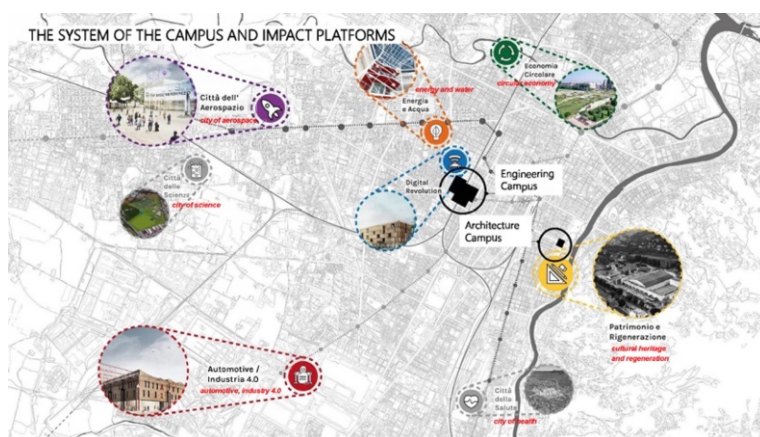 THE SYSTEM OF THE CAMPUS AND IMPACT PLATFORMS
Città dell'
Aerospazio
city of aerospace
energy and water
Energia
e Acqua
Economia
Circolare
circular economy
Città
della
Scienza
city of science
Digital
Revolution
Engineering
Campus
Architecture
Campus
Patrimonio e
Rigenerazione
cultural heritage
and regeneration
Automotive /
Industria 4.0
automotive, industry 4.0
Città
della
Salute
city of health